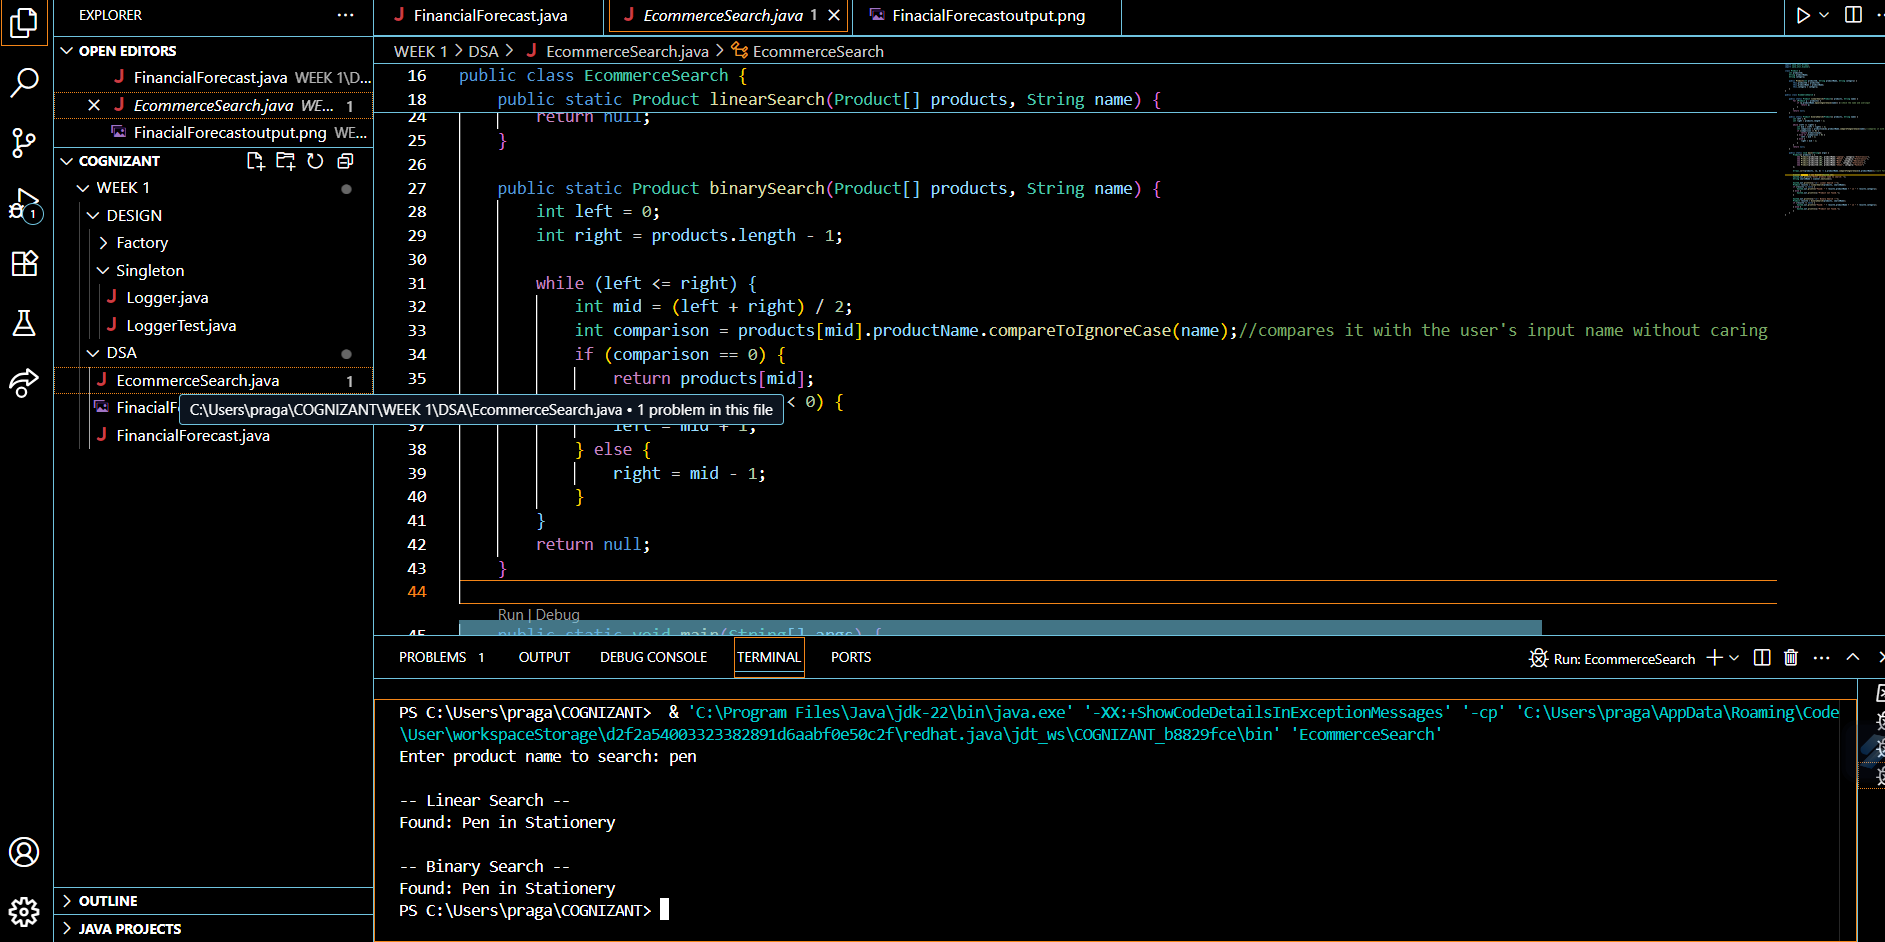 EXPLORER
OPEN EDITORS
FinancialForecast.java WEEK 1\D...
EcommerceSearch.java WE... 1
FinacialForecastoutput.png WE...
COGNIZANT
WEEK 1
DESIGN
Factory
Singleton
Logger.java
LoggerTest.java
DSA
EcommerceSearch.java 1
FinacialF
FinancialForecast.java
OUTLINE
JAVA PROJECTS
1
FinancialForecast.java
EcommerceSearch.java 1
FinacialForecastoutput.png
WEEK 1 > DSA > EcommerceSearch.java > EcommerceSearch
16 public class EcommerceSearch {
18 public static Product linearSearch(Product[] products, String name) {
24 return null;
25 }
26
27 public static Product binarySearch(Product[] products, String name) {
28 int left = 0;
29 int right = products.length - 1;
30
31 while (left <= right) {
32 int mid = (left + right) / 2;
33 int comparison = products[mid].productName.compareToIgnoreCase(name);//compares it with the user's input name without caring
34 if (comparison == 0) {
35 return products[mid];
C:\Users\praga\COGNIZANT\WEEK 1\DSA\EcommerceSearch.java • 1 problem in this file
< 0) {
37 left = mid + 1;
38 } else {
39 right = mid - 1;
40 }
41 }
42 return null;
43 }
44
Run | Debug
45 public static void main(String[] args) {
PROBLEMS 1 OUTPUT DEBUG CONSOLE TERMINAL PORTS
Run: EcommerceSearch
PS C:\Users\praga\COGNIZANT> & 'C:\Program Files\Java\jdk-22\bin\java.exe' '-XX:+ShowCodeDetailsInExceptionMessages' '-cp' 'C:\Users\praga\AppData\Roaming\Code
\User\workspaceStorage\d2f2a54003323382891d6aabf0e50c2f\redhat.java\jdt_ws\COGNIZANT_b8829fce\bin' 'EcommerceSearch'
Enter product name to search: pen
-- Linear Search --
Found: Pen in Stationery
-- Binary Search --
Found: Pen in Stationery
PS C:\Users\praga\COGNIZANT>